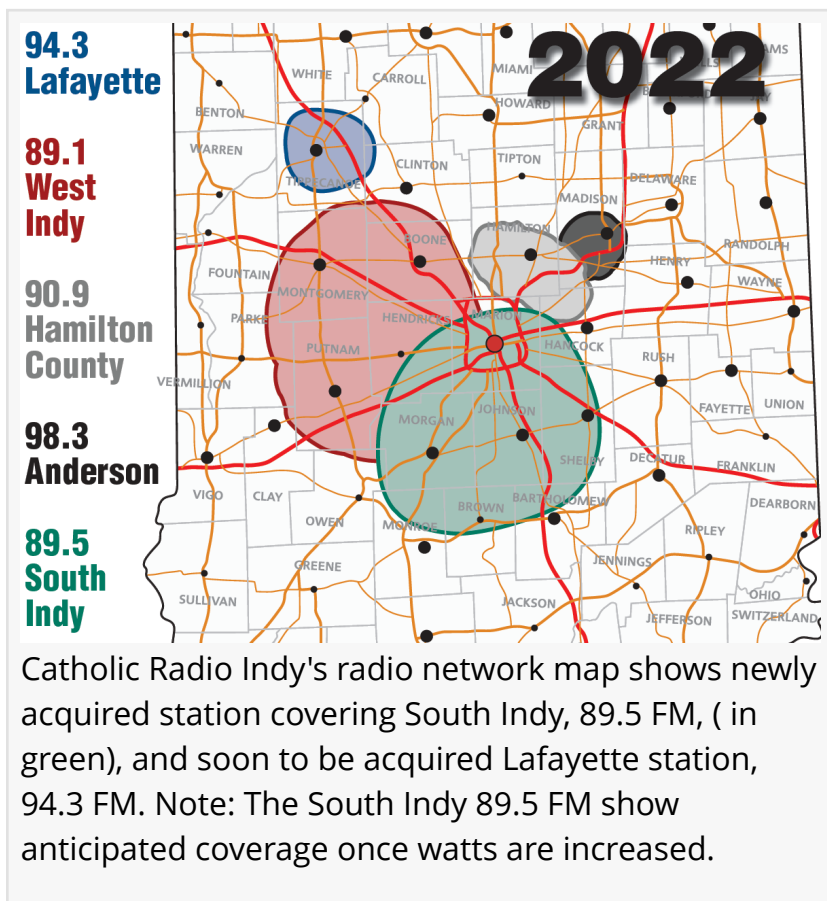 94.3
Lafayette
89.1
West
Indy
90.9
Hamilton
County
98.3
Anderson
89.5
South
Indy
2022
WHITE
CARROLL
MIAMI
HOWARD
GRANT
BENTON
WARREN
TIPPECANOE
CLINTON
TIPTON
MADISON
DELAWARE
HAMILTON
BOONE
RANDOLPH
FOUNTAIN
MONTGOMERY
HENRY
WAYNE
PARKE
HENDRICKS
MARION
HANCOCK
PUTNAM
RUSH
VERMILLION
MORGAN
JOHNSON
FAYETTE
UNION
SHELBY
DECATUR
FRANKLIN
VIGO
CLAY
OWEN
MONROE
BROWN
BARTHOLOMEW
DEARBORN
RIPLEY
GREENE
JENNINGS
SULLIVAN
JACKSON
JEFFERSON
OHIO
SWITZERLAND
Catholic Radio Indy's radio network map shows newly
acquired station covering South Indy, 89.5 FM, ( in
green), and soon to be acquired Lafayette station,
94.3 FM. Note: The South Indy 89.5 FM show
anticipated coverage once watts are increased.